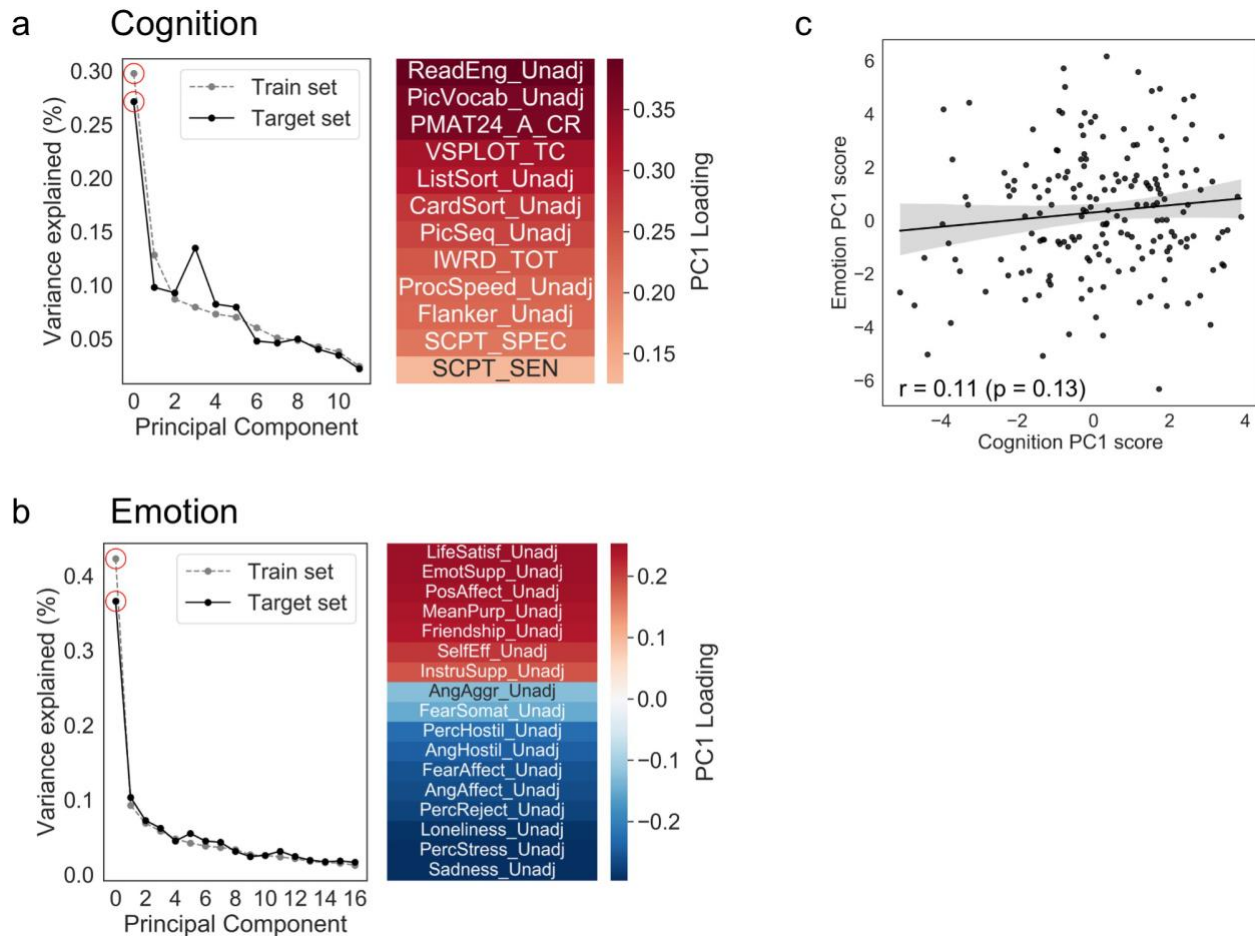 a Cognition
Variance explained (%)
0.30
0.25
0.20
0.15
0.10
0.05
Train set
Target set
0 2 4 6 8 10
Principal Component
ReadEng_Unadj
PicVocab_Unadj
PMAT24_A_CR
VSPLOT_TC
ListSort_Unadj
CardSort_Unadj
PicSeq_Unadj
IWRD_TOT
ProcSpeed_Unadj
Flanker_Unadj
SCPT_SPEC
SCPT_SEN
0.35
0.30
0.25
0.20
0.15
PC1 Loading
c
Emotion PC1 score
6
4
2
0
−2
−4
−6
r = 0.11 (p = 0.13)
−4 −2 0 2 4
Cognition PC1 score
b Emotion
Variance explained (%)
0.4
0.3
0.2
0.1
0.0
Train set
Target set
0 2 4 6 8 10 12 14 16
Principal Component
LifeSatisf_Unadj
EmotSupp_Unadj
PosAffect_Unadj
MeanPurp_Unadj
Friendship_Unadj
SelfEff_Unadj
InstruSupp_Unadj
AngAggr_Unadj
FearSomat_Unadj
PercHostil_Unadj
AngHostil_Unadj
FearAffect_Unadj
AngAffect_Unadj
PercReject_Unadj
Loneliness_Unadj
PercStress_Unadj
Sadness_Unadj
0.2
0.1
0.0
−0.1
−0.2
PC1 Loading